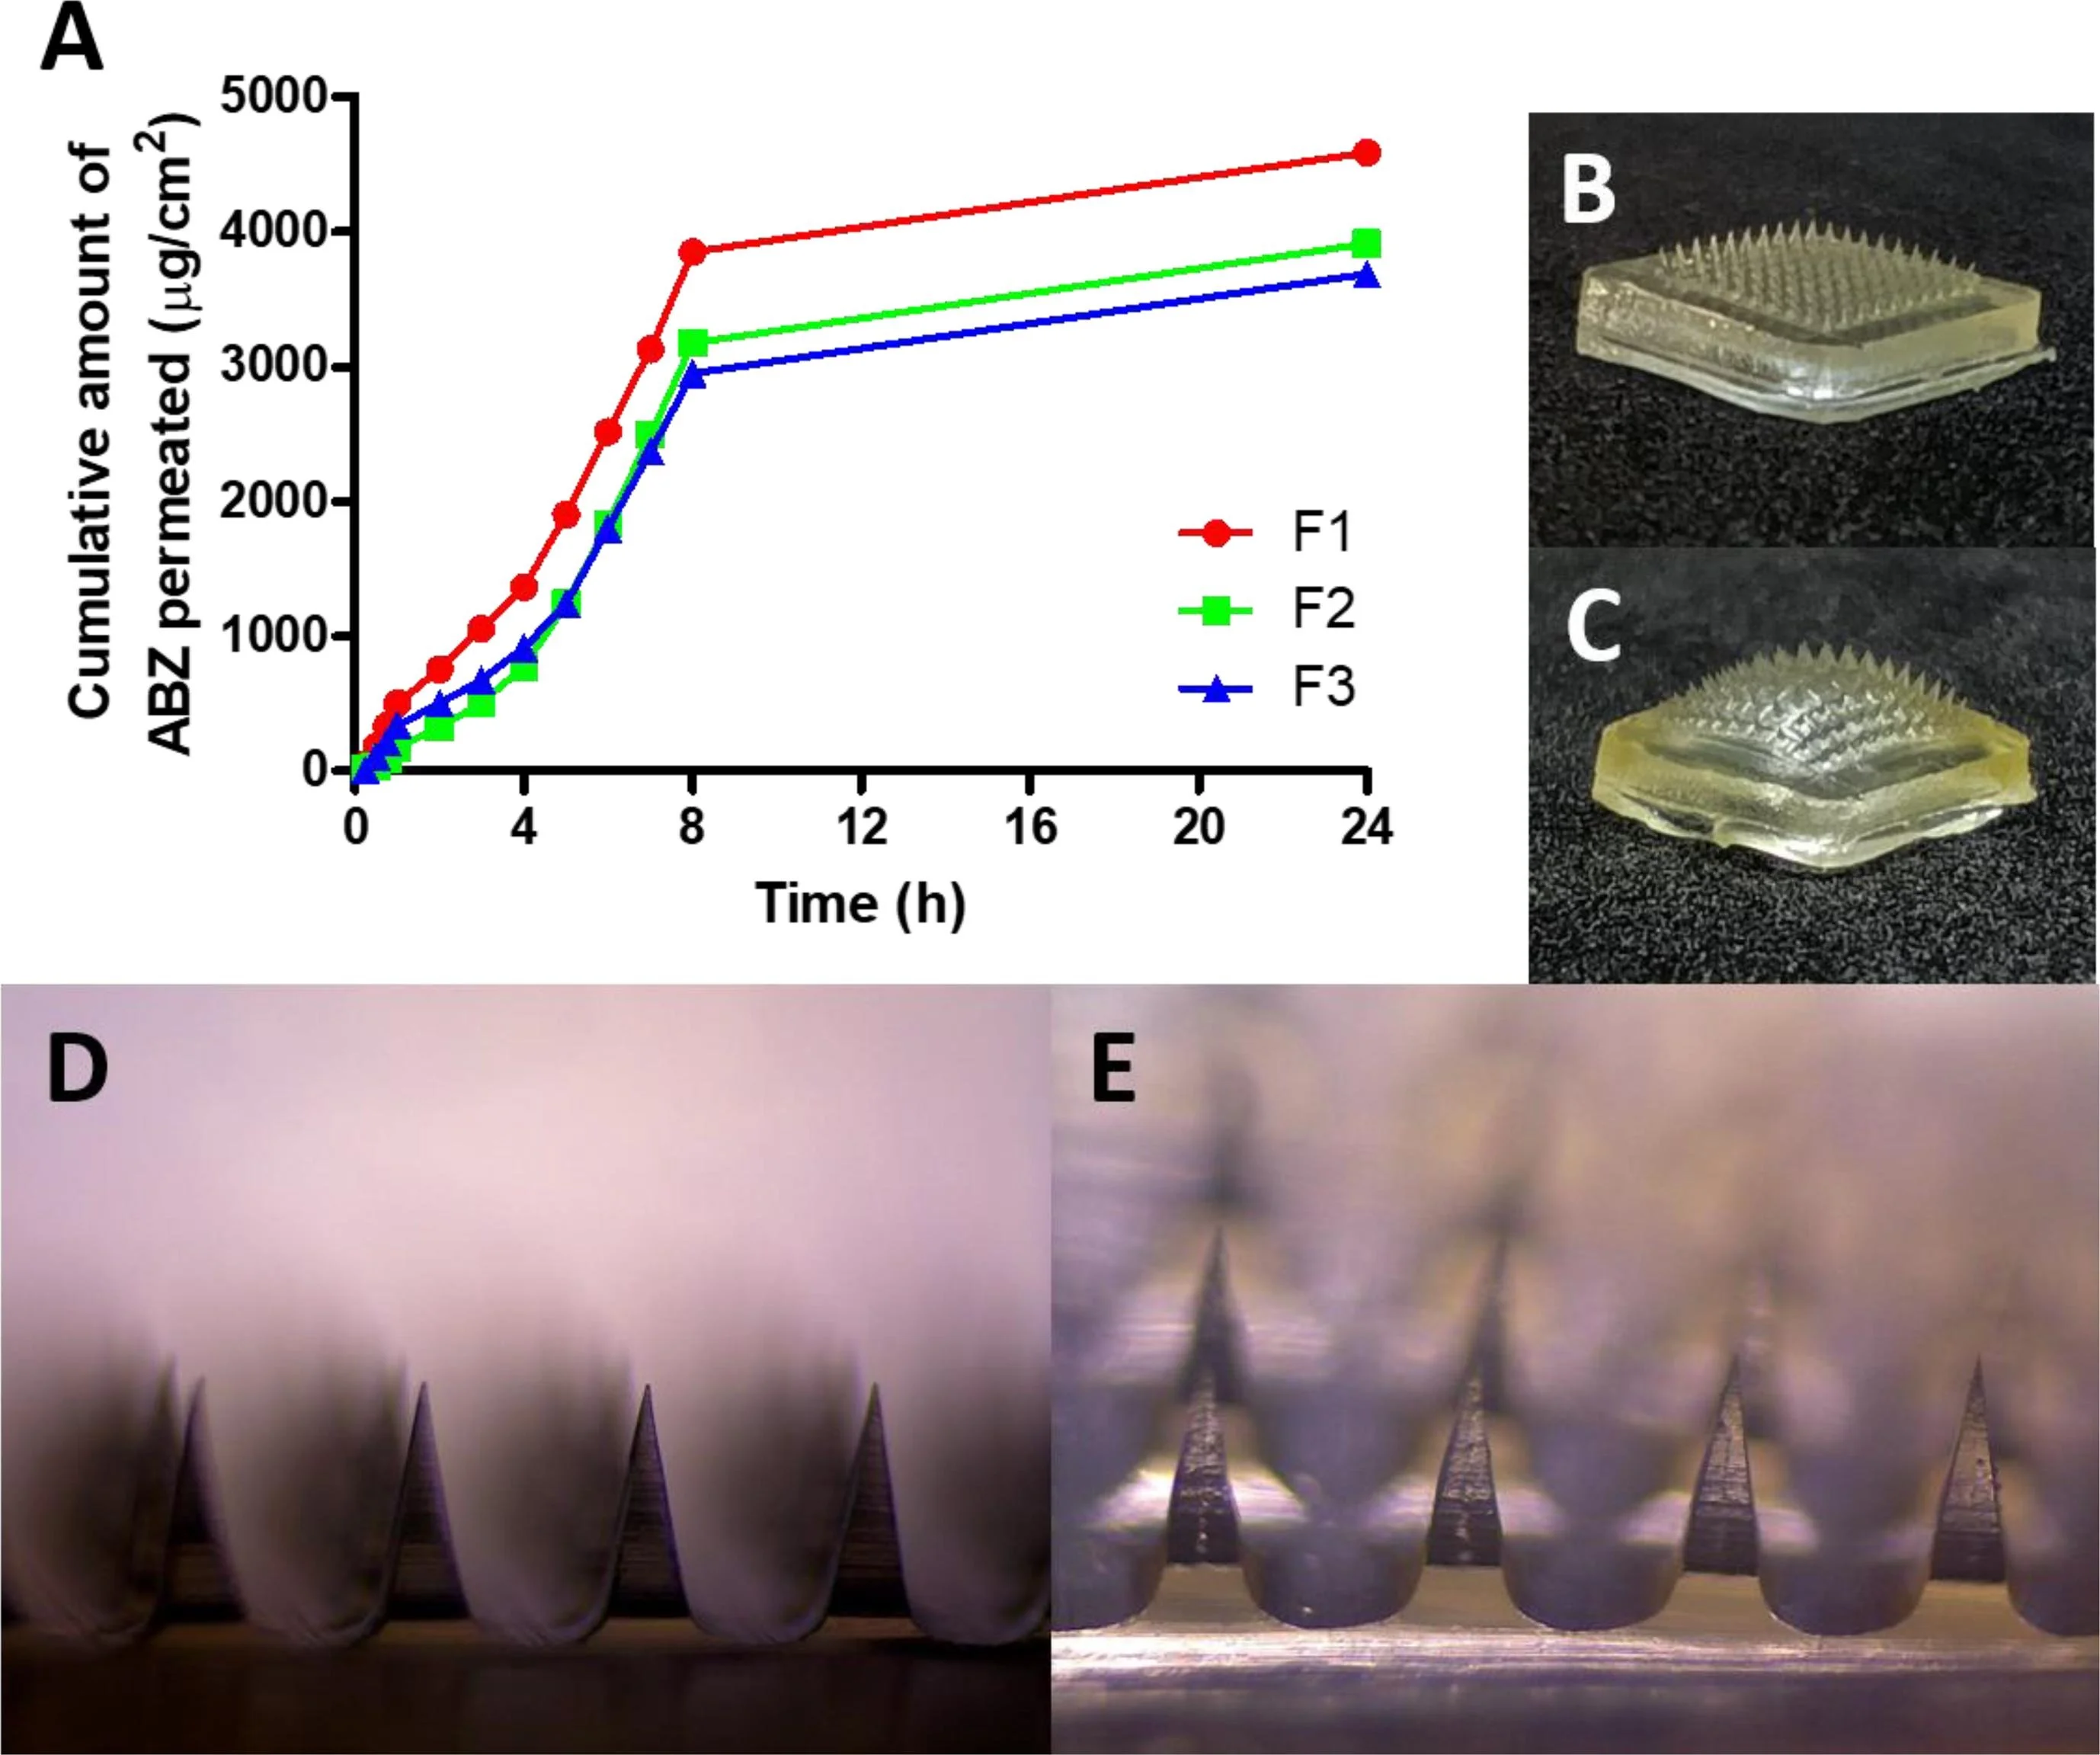 A
Cumulative amount of
ABZ permeated (μg/cm²)
5000
4000
3000
2000
1000
0
0 4 8 12 16 20 24
Time (h)
F1
F2
F3
B
C
D
E